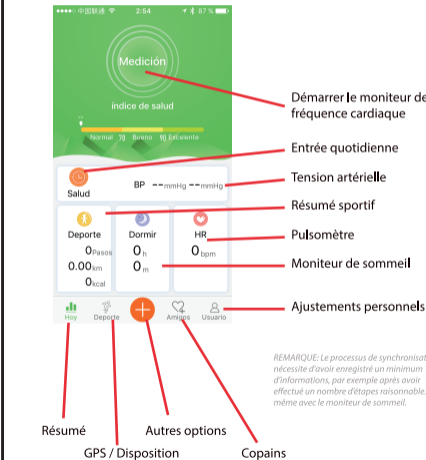 中国联通 2:54 87 %
Medición
índice de salud
Normal 70 Bueno 90 Excelente
Salud
BP --mmHg --mmHg
Deporte
0Pasos
0.00km
0kcal
Dormir
0h
0m
HR
0bpm
Hoy Deporte Amigos Usuario
Démarrer le moniteur de
fréquence cardiaque
Entrée quotidienne
Tension artérielle
Résumé sportif
Pulsomètre
Moniteur de sommeil
Ajustements personnels
REMARQUE: Le processus de synchronisat
nécessite d'avoir enregistré un minimum
d'informations, par exemple après avoir
effectué un nombre d'étapes raisonnable.
même avec le moniteur de sommeil.
Résumé
Autres options
GPS / Disposition
Copains